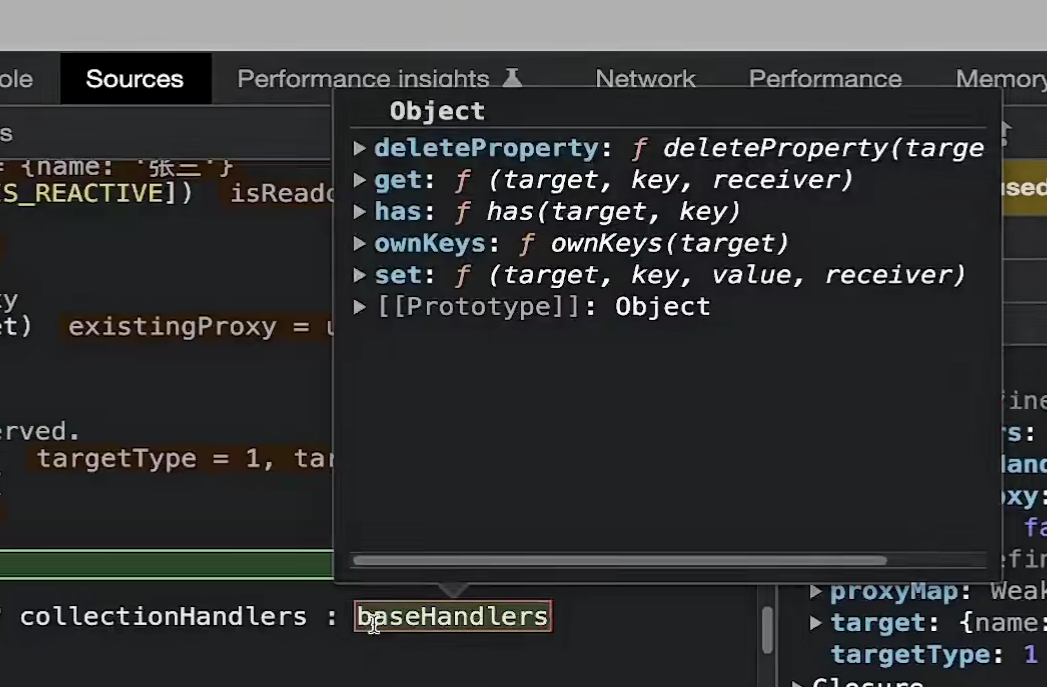 ole Sources Performance insights Network Performance Memory
s
Object
deleteProperty: ƒ deleteProperty(targe
get: ƒ (target, key, receiver)
has: ƒ has(target, key)
ownKeys: ƒ ownKeys(target)
set: ƒ (target, key, value, receiver)
[[Prototype]]: Object
= {name: '张三'}
S_REACTIVE]) isReado
used
xy
et) existingProxy = u
erved.
targetType = 1, tar
collectionHandlers : baseHandlers
fine
rs:
Hand
oxy:
fa
efin
proxyMap: Weak
target: {name:
targetType: 1
Closure